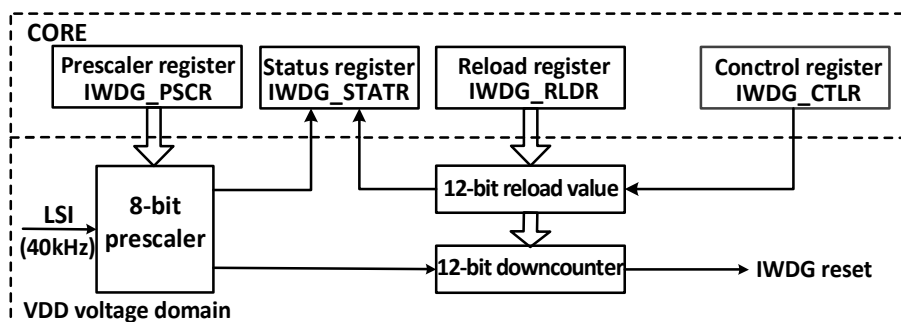 CORE
Prescaler register
IWDG_PSCR
Status register
IWDG_STATR
Reload register
IWDG_RLDR
Conctrol register
IWDG_CTLR
LSI
(40kHz)
8-bit
prescaler
12-bit reload value
12-bit downcounter
IWDG reset
VDD voltage domain